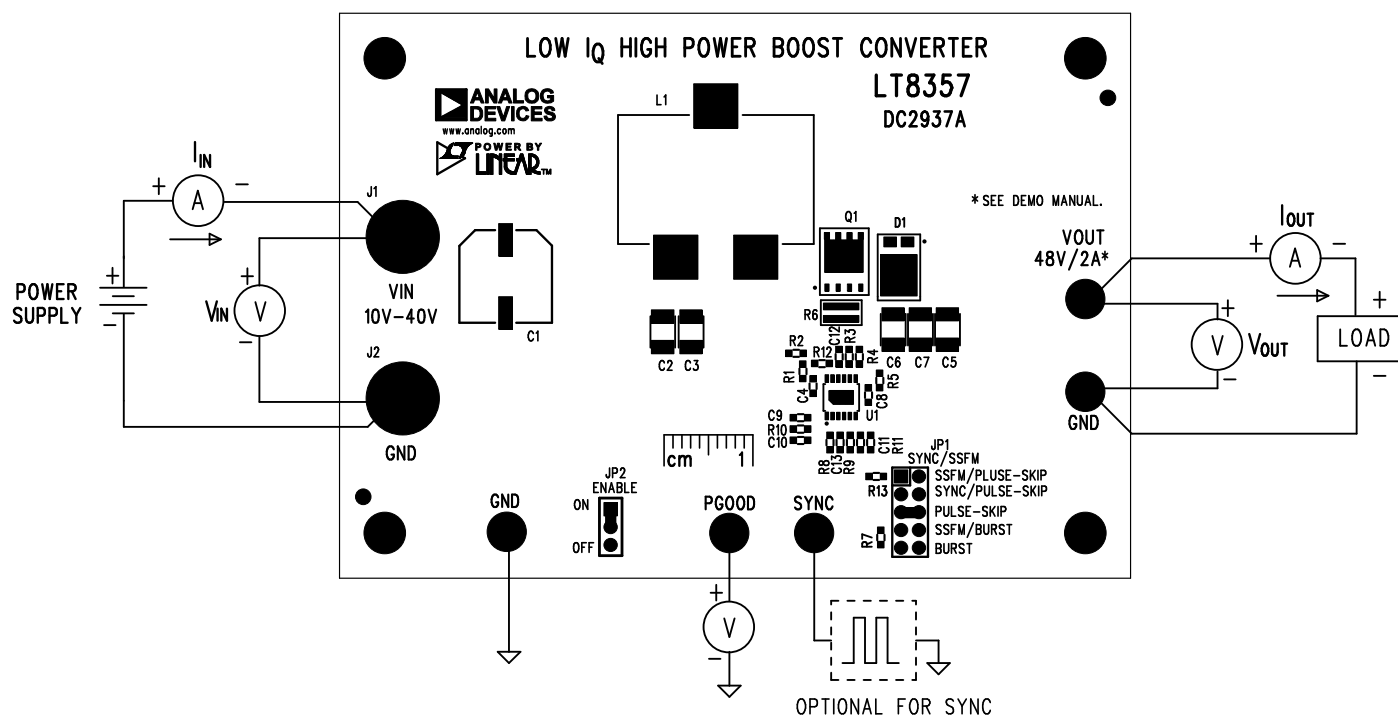 LOW IQ HIGH POWER BOOST CONVERTER
LT8357
DC2937A
ANALOG
DEVICES
www.analog.com
POWER BY
LINEAR™
L1
IIN
+
A
-
J1
* SEE DEMO MANUAL.
Q1
D1
IOUT
+
A
-
VOUT
48V/2A*
POWER
SUPPLY
+
-
+
VIN
V
-
VIN
10V-40V
C1
J2
GND
R6
C2
C3
C12
R3
R4
R2
R12
R1
C4
R5
C8
U1
C6
C7
C5
+
V
-
VOUT
+
LOAD
-
GND
C9
R10
C10
R8
C13
R9
C11
R11
cm
1
JP1
SYNC/SSFM
SSFM/PLUSE-SKIP
SYNC/PULSE-SKIP
PULSE-SKIP
SSFM/BURST
BURST
R13
R7
GND
JP2
ENABLE
ON
OFF
PGOOD
SYNC
+
V
-
OPTIONAL FOR SYNC